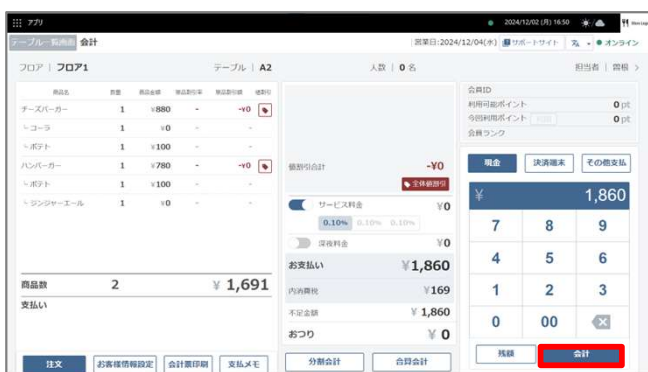 アプリ 2024/12/02 (月) 16:50
テーブル一覧画面 会計 営業日:2024/12/04(水) サポートサイト オンライン
フロア | フロア1 テーブル | A2 人数 | 0 名 担当者 | 曽根 >
商品名 数量 商品金額 単品割引率 単品割引額 値割引
チーズバーガー 1 ¥880 - -¥0
└ コーラ 1 ¥0 - -
└ ポテト 1 ¥100 - -
ハンバーガー 1 ¥780 - -¥0
└ ポテト 1 ¥100 - -
└ ジンジャーエール 1 ¥0 - -
商品数 2 ¥ 1,691
支払い
注文 お客様情報設定 会計票印刷 支払メモ
値割引合計 -¥0
全体値割引
サービス料金 ¥0
0.10% 0.10% 0.10%
深夜料金 ¥0
お支払い ¥1,860
内消費税 ¥169
不足金額 ¥ 1,860
おつり ¥ 0
分割会計 合算会計
会員ID
利用可能ポイント 0 pt
今回利用ポイント 0 pt
会員ランク
現金 決済端末 その他支払
¥ 1,860
7 8 9
4 5 6
1 2 3
0 00
残額 会計